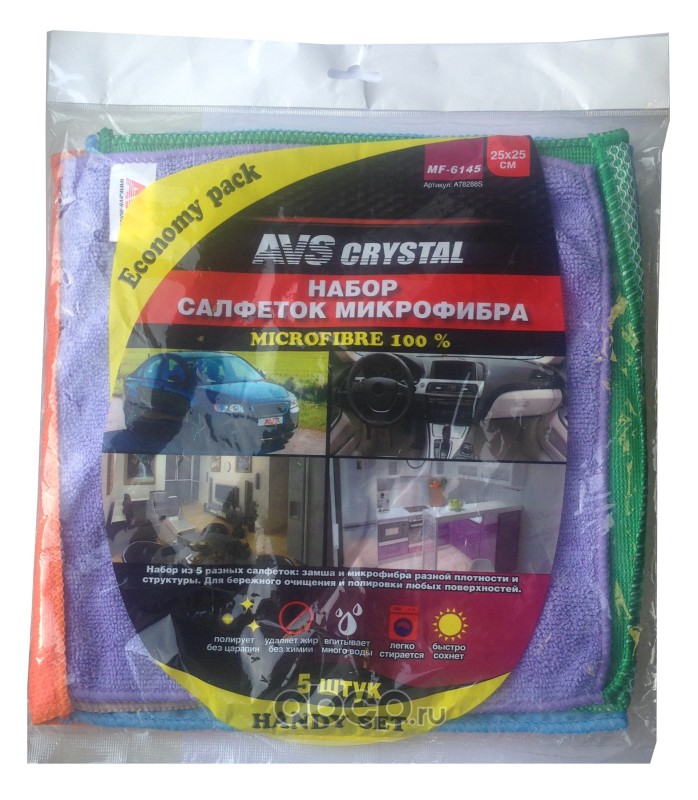 Economy pack
MF-6145
25x25
СМ
Артикул: A78288S
AVS CRYSTAL
НАБОР
САЛФЕТОК МИКРОФИБРА
MICROFIBRE 100 %
Набор из 5 разных салфеток: замша и микрофибра разной плотности и
структуры. Для бережного очищения и полировки любых поверхностей.
полирует
без царапин
удаляет жир
без химии
впитывает
много воды
легко
стирается
быстро
сохнет
5 ШТУК
HANDY SET
.ru